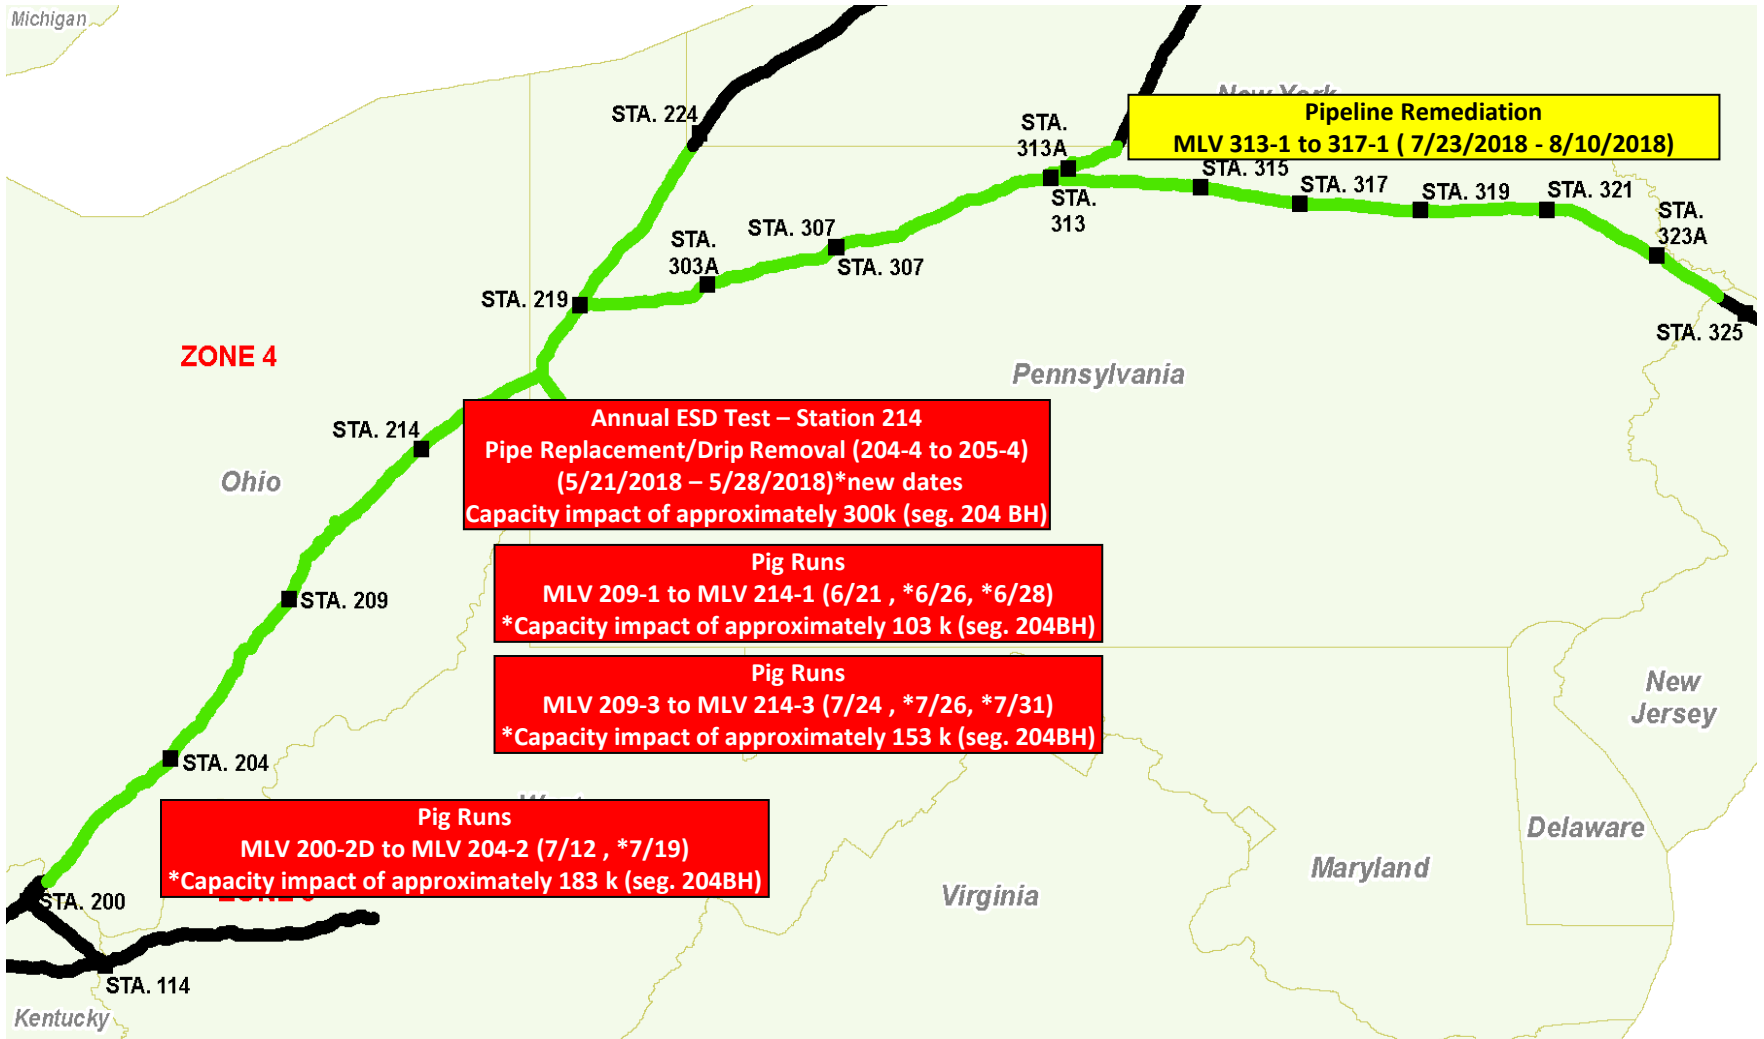 Michigan
New York
STA. 224
STA.
313A
Pipeline Remediation
MLV 313-1 to 317-1 ( 7/23/2018 - 8/10/2018)
STA. 315
STA. 317
STA. 319
STA. 321
STA.
313
STA.
323A
STA. 307
STA. 307
STA.
303A
STA. 219
STA. 325
ZONE 4
Pennsylvania
STA. 214
Annual ESD Test – Station 214
Pipe Replacement/Drip Removal (204-4 to 205-4)
(5/21/2018 – 5/28/2018)*new dates
Capacity impact of approximately 300k (seg. 204 BH)
Ohio
Pig Runs
MLV 209-1 to MLV 214-1 (6/21 , *6/26, *6/28)
*Capacity impact of approximately 103 k (seg. 204BH)
STA. 209
Pig Runs
MLV 209-3 to MLV 214-3 (7/24 , *7/26, *7/31)
*Capacity impact of approximately 153 k (seg. 204BH)
New
Jersey
STA. 204
Pig Runs
MLV 200-2D to MLV 204-2 (7/12 , *7/19)
*Capacity impact of approximately 183 k (seg. 204BH)
Delaware
Maryland
Virginia
STA. 200
STA. 114
Kentucky